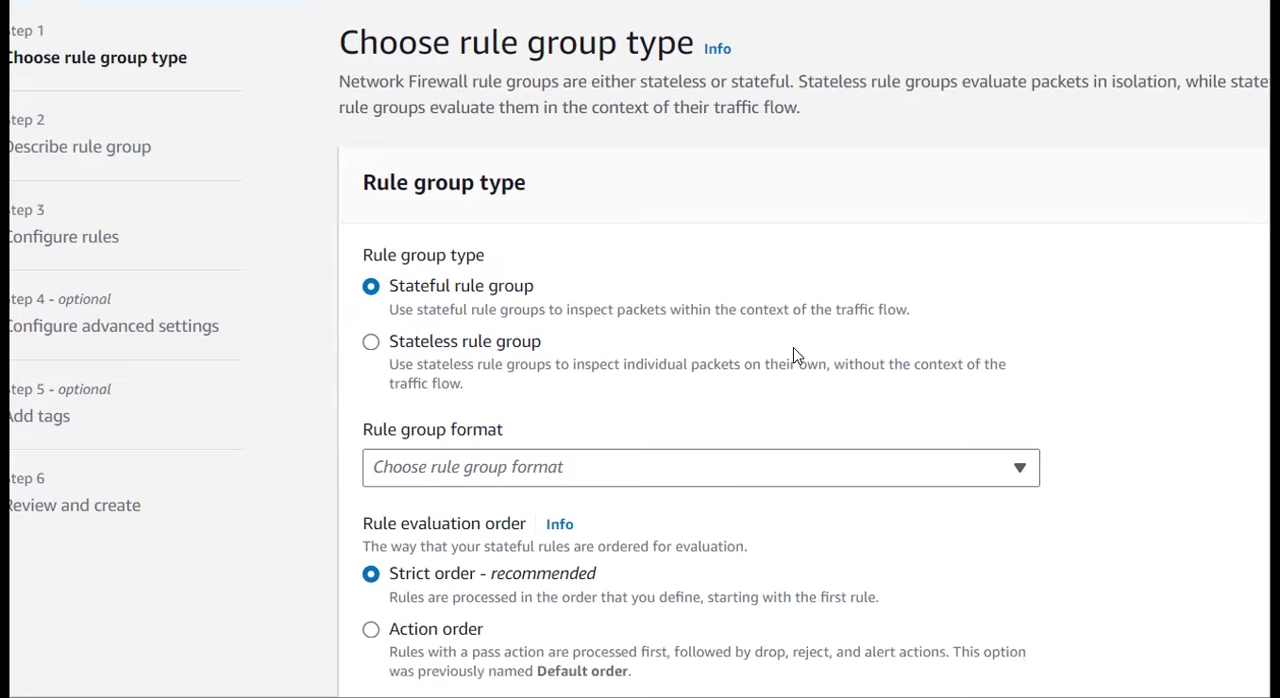 tep 1
Choose rule group type
tep 2
Describe rule group
tep 3
Configure rules
tep 4 - optional
Configure advanced settings
tep 5 - optional
Add tags
tep 6
Review and create
Choose rule group type Info
Network Firewall rule groups are either stateless or stateful. Stateless rule groups evaluate packets in isolation, while state
rule groups evaluate them in the context of their traffic flow.
Rule group type
Rule group type
Stateful rule group
Use stateful rule groups to inspect packets within the context of the traffic flow.
Stateless rule group
Use stateless rule groups to inspect individual packets on their own, without the context of the
traffic flow.
Rule group format
Choose rule group format
Rule evaluation order Info
The way that your stateful rules are ordered for evaluation.
Strict order - recommended
Rules are processed in the order that you define, starting with the first rule.
Action order
Rules with a pass action are processed first, followed by drop, reject, and alert actions. This option
was previously named Default order.